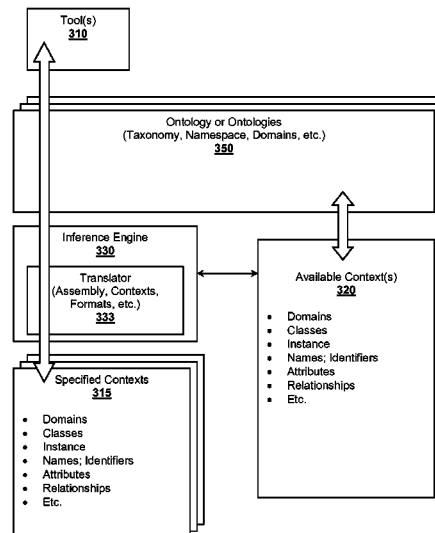 Tool(s)
310
Ontology or Ontologies
(Taxonomy, Namespace, Domains, etc.)
350
Inference Engine
330
Translator
(Assembly, Contexts,
Formats, etc.)
333
Available Context(s)
320
• Domains
• Classes
• Instance
• Names; Identifiers
• Attributes
• Relationships
• Etc.
Specified Contexts
315
• Domains
• Classes
• Instance
• Names; Identifiers
• Attributes
• Relationships
• Etc.